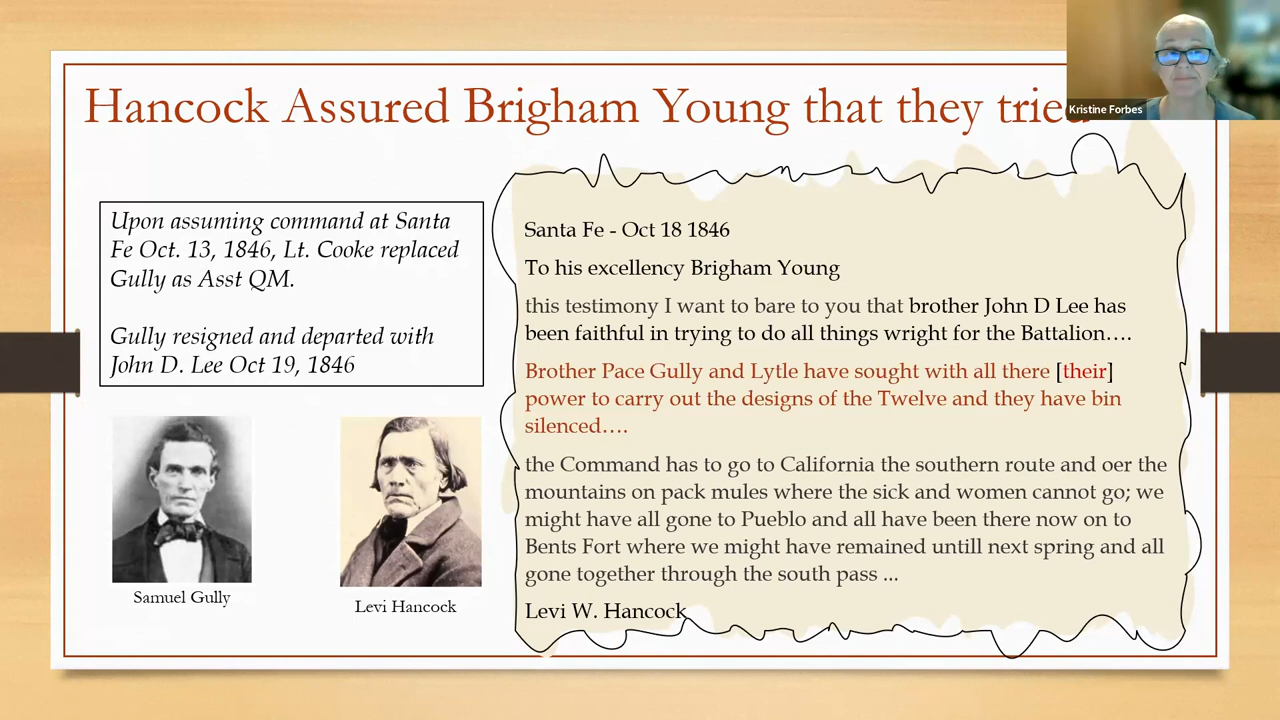 Hancock Assured Brigham Young that they tried
Kristine Forbes
Upon assuming command at Santa
Fe Oct. 13, 1846, Lt. Cooke replaced
Gully as Asst QM.
Gully resigned and departed with
John D. Lee Oct 19, 1846
Samuel Gully
Levi Hancock
Santa Fe - Oct 18 1846
To his excellency Brigham Young
this testimony I want to bare to you that brother John D Lee has
been faithful in trying to do all things wright for the Battalion….
Brother Pace Gully and Lytle have sought with all there [their]
power to carry out the designs of the Twelve and they have bin
silenced….
the Command has to go to California the southern route and oer the
mountains on pack mules where the sick and women cannot go; we
might have all gone to Pueblo and all have been there now on to
Bents Fort where we might have remained untill next spring and all
gone together through the south pass ...
Levi W. Hancock